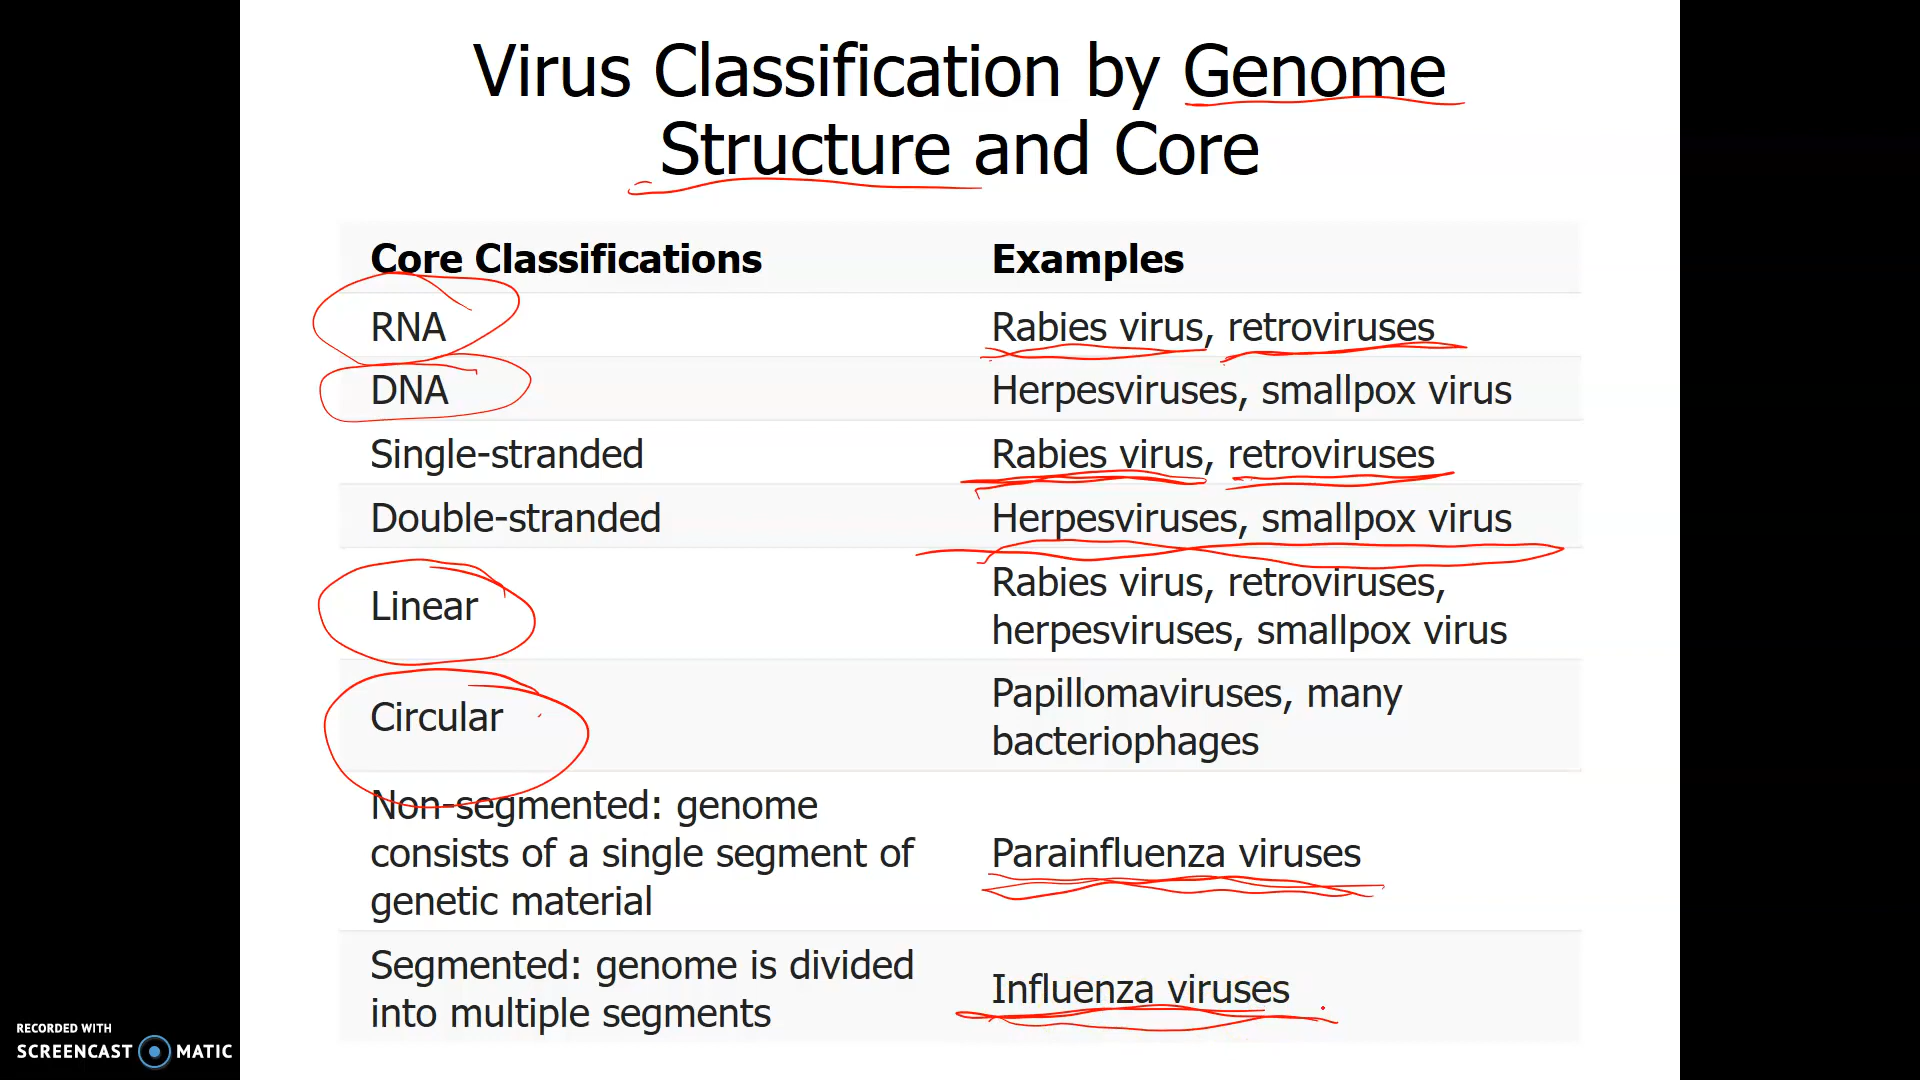 Virus Classification by Genome
Structure and Core
Core Classifications Examples
RNA Rabies virus, retroviruses
DNA Herpesviruses, smallpox virus
Single-stranded Rabies virus, retroviruses
Double-stranded Herpesviruses, smallpox virus
Linear Rabies virus, retroviruses,
herpesviruses, smallpox virus
Circular Papillomaviruses, many
bacteriophages
Non-segmented: genome
consists of a single segment of
genetic material
Parainfluenza viruses
Segmented: genome is divided
into multiple segments
Influenza viruses
RECORDED WITH
SCREENCAST MATIC